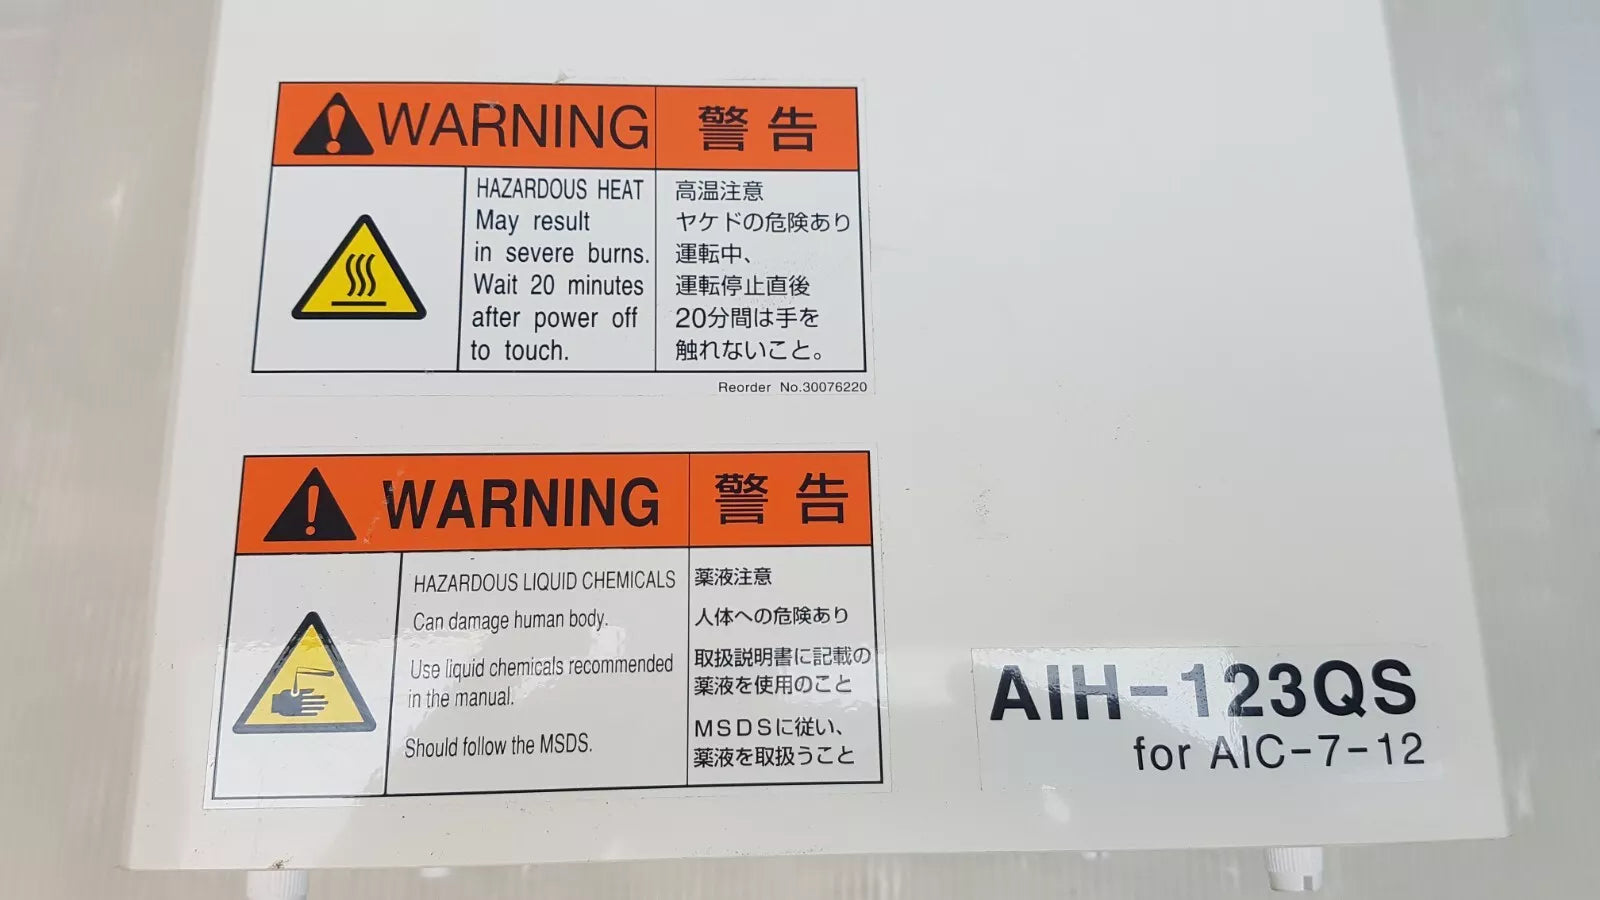 WARNING
警告
HAZARDOUS HEAT
May result
in severe burns.
Wait 20 minutes
after power off
to touch.
高温注意
ヤケドの危険あり
運転中、
運転停止直後
20分間は手を
触れないこと。
Reorder No.30076220
WARNING
警告
HAZARDOUS LIQUID CHEMICALS
Can damage human body.
Use liquid chemicals recommended
in the manual.
Should follow the MSDS.
薬液注意
人体への危険あり
取扱説明書に記載の
薬液を使用のこと
MSDSに従い、
薬液を取扱うこと
AIH-123QS
for AIC-7-12